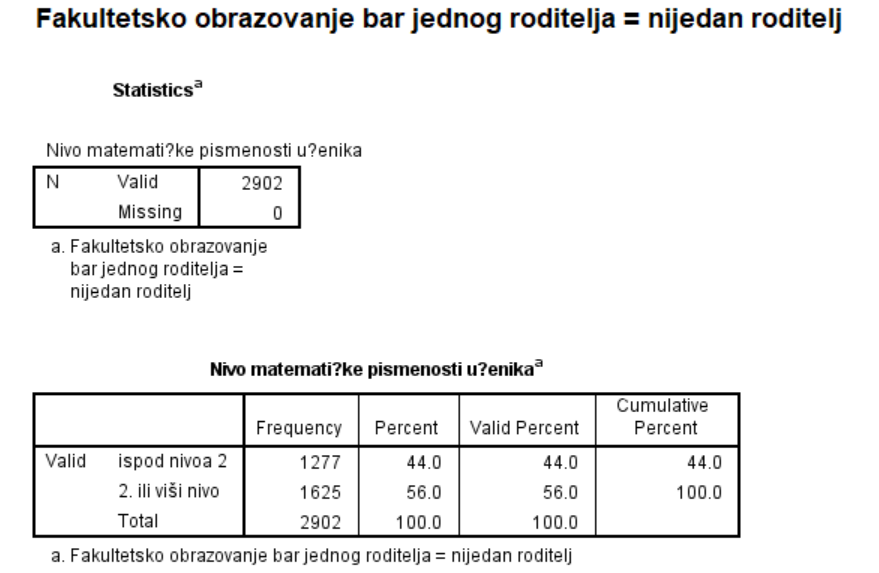 Fakultetsko obrazovanje bar jednog roditelja = nijedan roditelj
Statisticsa
Nivo matemati?ke pismenosti u?enika
N Valid 2902
Missing 0
a. Fakultetsko obrazovanje
bar jednog roditelja =
nijedan roditelj
Nivo matemati?ke pismenosti u?enikaa
Frequency Percent Valid Percent Cumulative Percent
Valid ispod nivoa 2 1277 44.0 44.0 44.0
2. ili viši nivo 1625 56.0 56.0 100.0
Total 2902 100.0 100.0
a. Fakultetsko obrazovanje bar jednog roditelja = nijedan roditelj